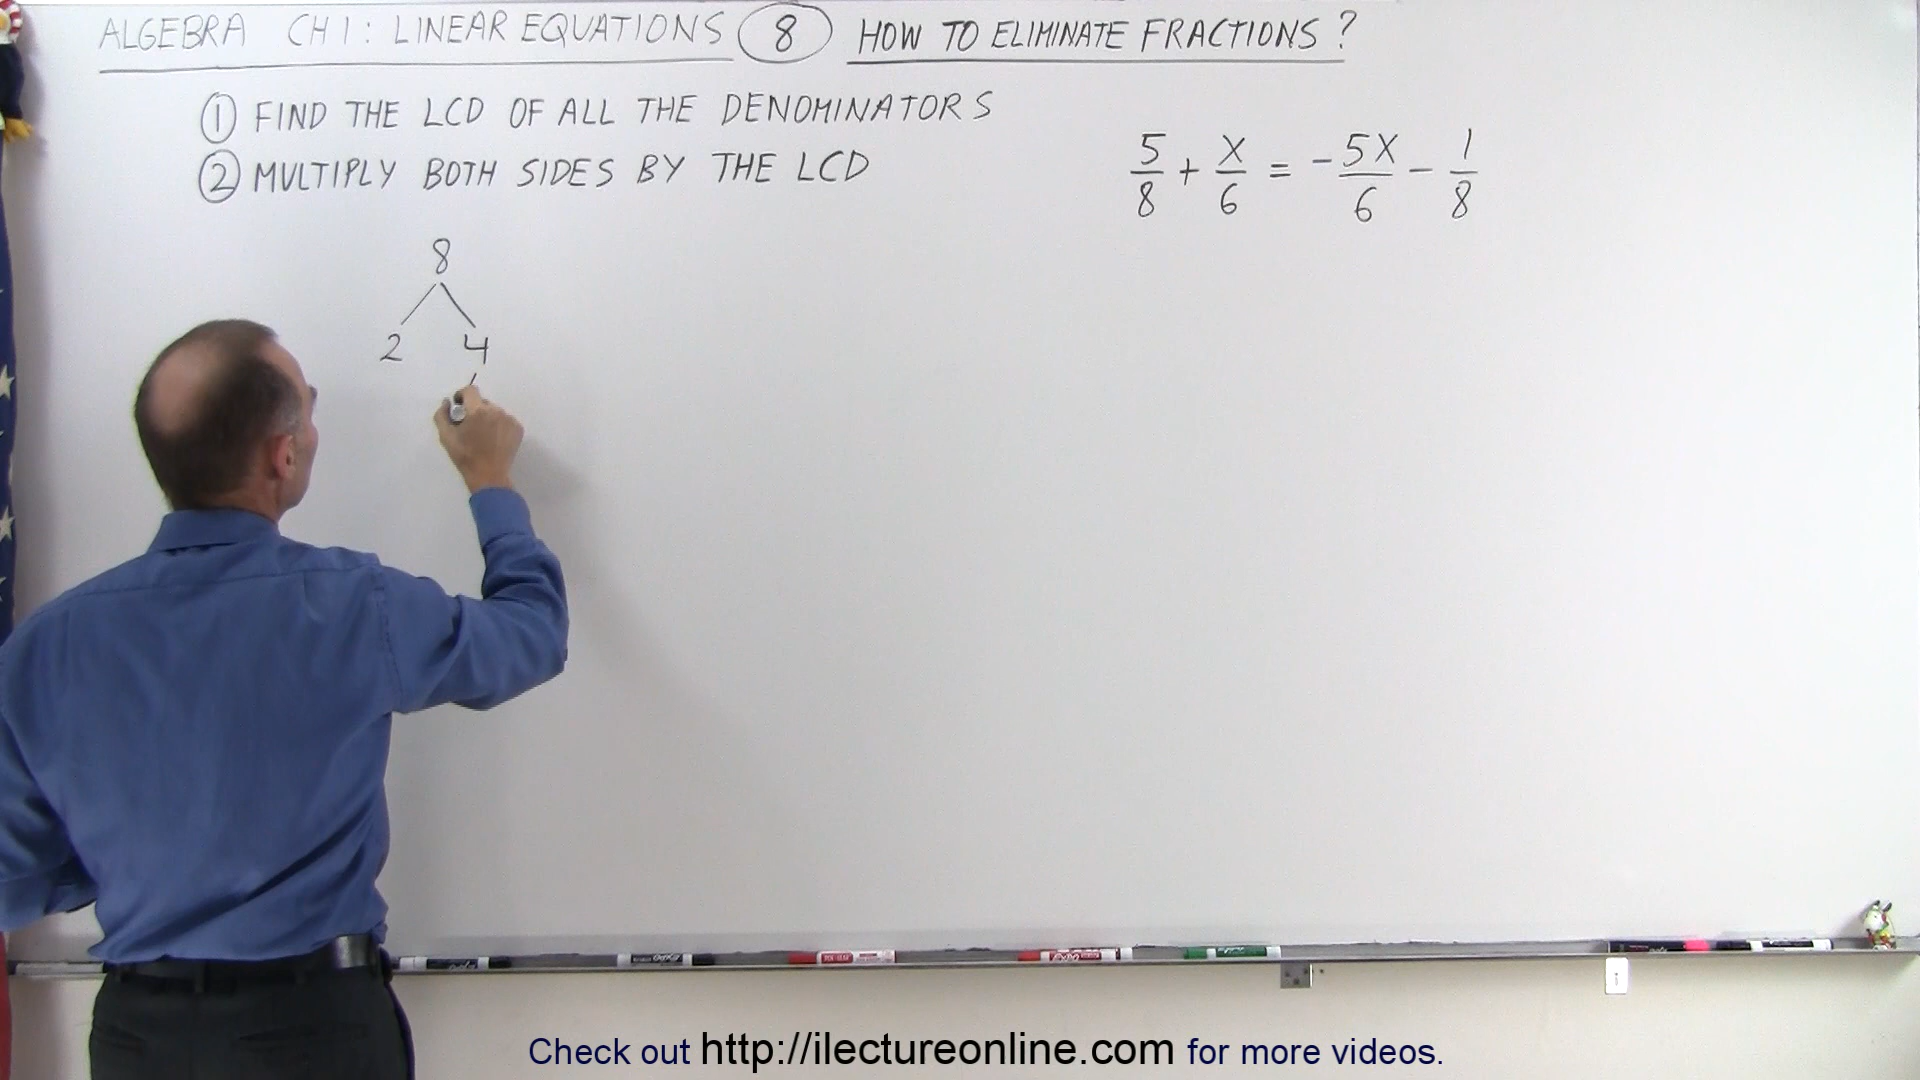 ALGEBRA CH 1: LINEAR EQUATIONS 8 HOW TO ELIMINATE FRACTIONS?
1 FIND THE LCD OF ALL THE DENOMINATORS
2 MULTIPLY BOTH SIDES BY THE LCD
5/8 + X/6 = -5X/6 - 1/8
8
2 4
Check out http://ilectureonline.com for more videos.